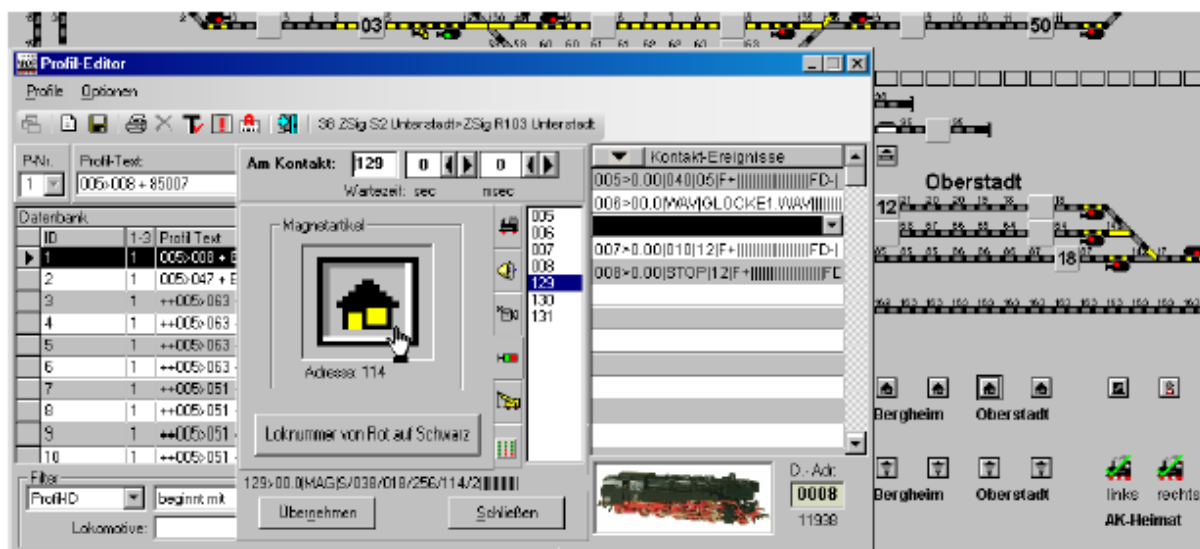 03
50
Profil-Editor
Profile Optionen
36 ZSig S2 Unterstadt>ZSig R103 Unterstadt
P-Nr. Profil-Text:
1 005>008 + 85007
Am Kontakt: 129 0 0
Wartezeit: sec msec
Kontakt-Ereignisse
005>0.00|040|05|F+||||||||||||||||FD-|
006>00.0|WAV|GLOCKE1.WAV||||||||
007>0.00|010|12|F+||||||||||||||||FD-|
008>0.00|STOP|12|F+||||||||||||||||FD
Datenbank
ID 1-3 Profil Text
1 1 005>008 + 8
2 1 005>047 + 8
3 1 ++005>063
4 1 ++005>063
5 1 ++005>063
6 1 ++005>063
7 1 ++005>051
8 1 ++005>051
9 1 ++005>051
10 1 ++005>051
Magnetartikel
Adresse: 114
005
006
007
008
129
130
131
Loknummer von Rot auf Schwarz
129>00.0|MAG|S/038/018/256/114/2||||||||
Übernehmen Schließen
Filter
Profil-ID beginnt mit
Lokomotive:
D.-Adr.
0008
11938
Oberstadt
12
18
Bergheim Oberstadt
Bergheim Oberstadt links rechts
AK-Heimat